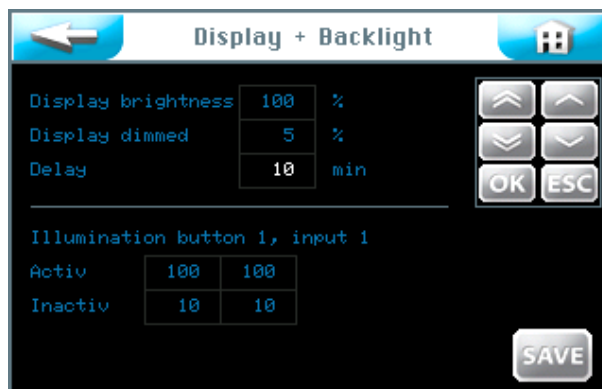 Display + Backlight
Display brightness 100 %
Display dimmed 5 %
Delay 10 min
OK ESC
Illumination button 1, input 1
Activ 100 100
Inactiv 10 10
SAVE